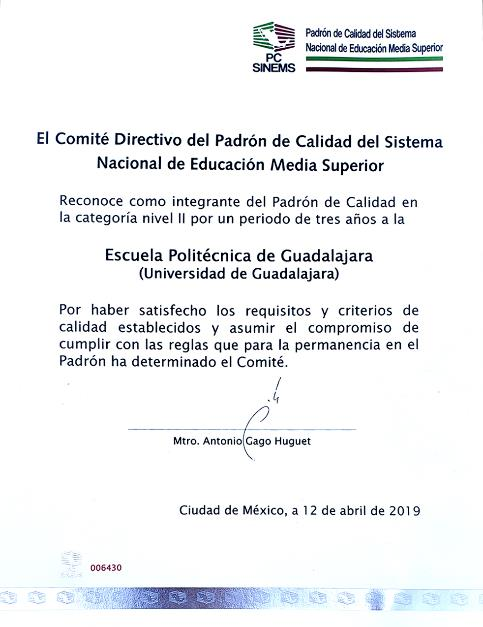 Padrón de Calidad del Sistema
Nacional de Educación Media Superior
PC
SINEMS
El Comité Directivo del Padrón de Calidad del Sistema
Nacional de Educación Media Superior
Reconoce como integrante del Padrón de Calidad en
la categoría nivel II por un periodo de tres años a la
Escuela Politécnica de Guadalajara
(Universidad de Guadalajara)
Por haber satisfecho los requisitos y criterios de
calidad establecidos y asumir el compromiso de
cumplir con las reglas que para la permanencia en el
Padrón ha determinado el Comité.
Mtro. Antonio Gago Huguet
Ciudad de México, a 12 de abril de 2019
006430